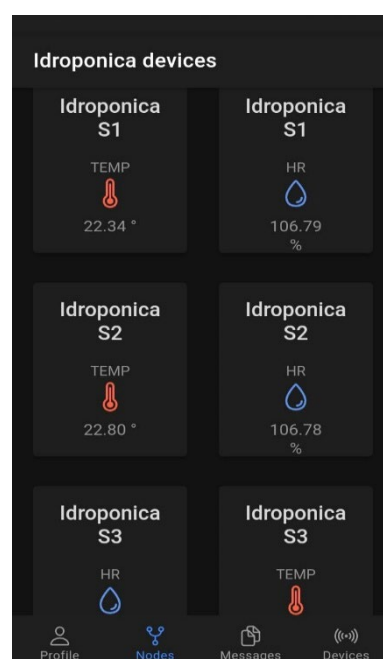 Idroponica devices
Idroponica
S1
TEMP
22.34 °
Idroponica
S1
HR
106.79
%
Idroponica
S2
TEMP
22.80 °
Idroponica
S2
HR
106.78
%
Idroponica
S3
HR
Idroponica
S3
TEMP
Profile
Nodes
Messages
Devices